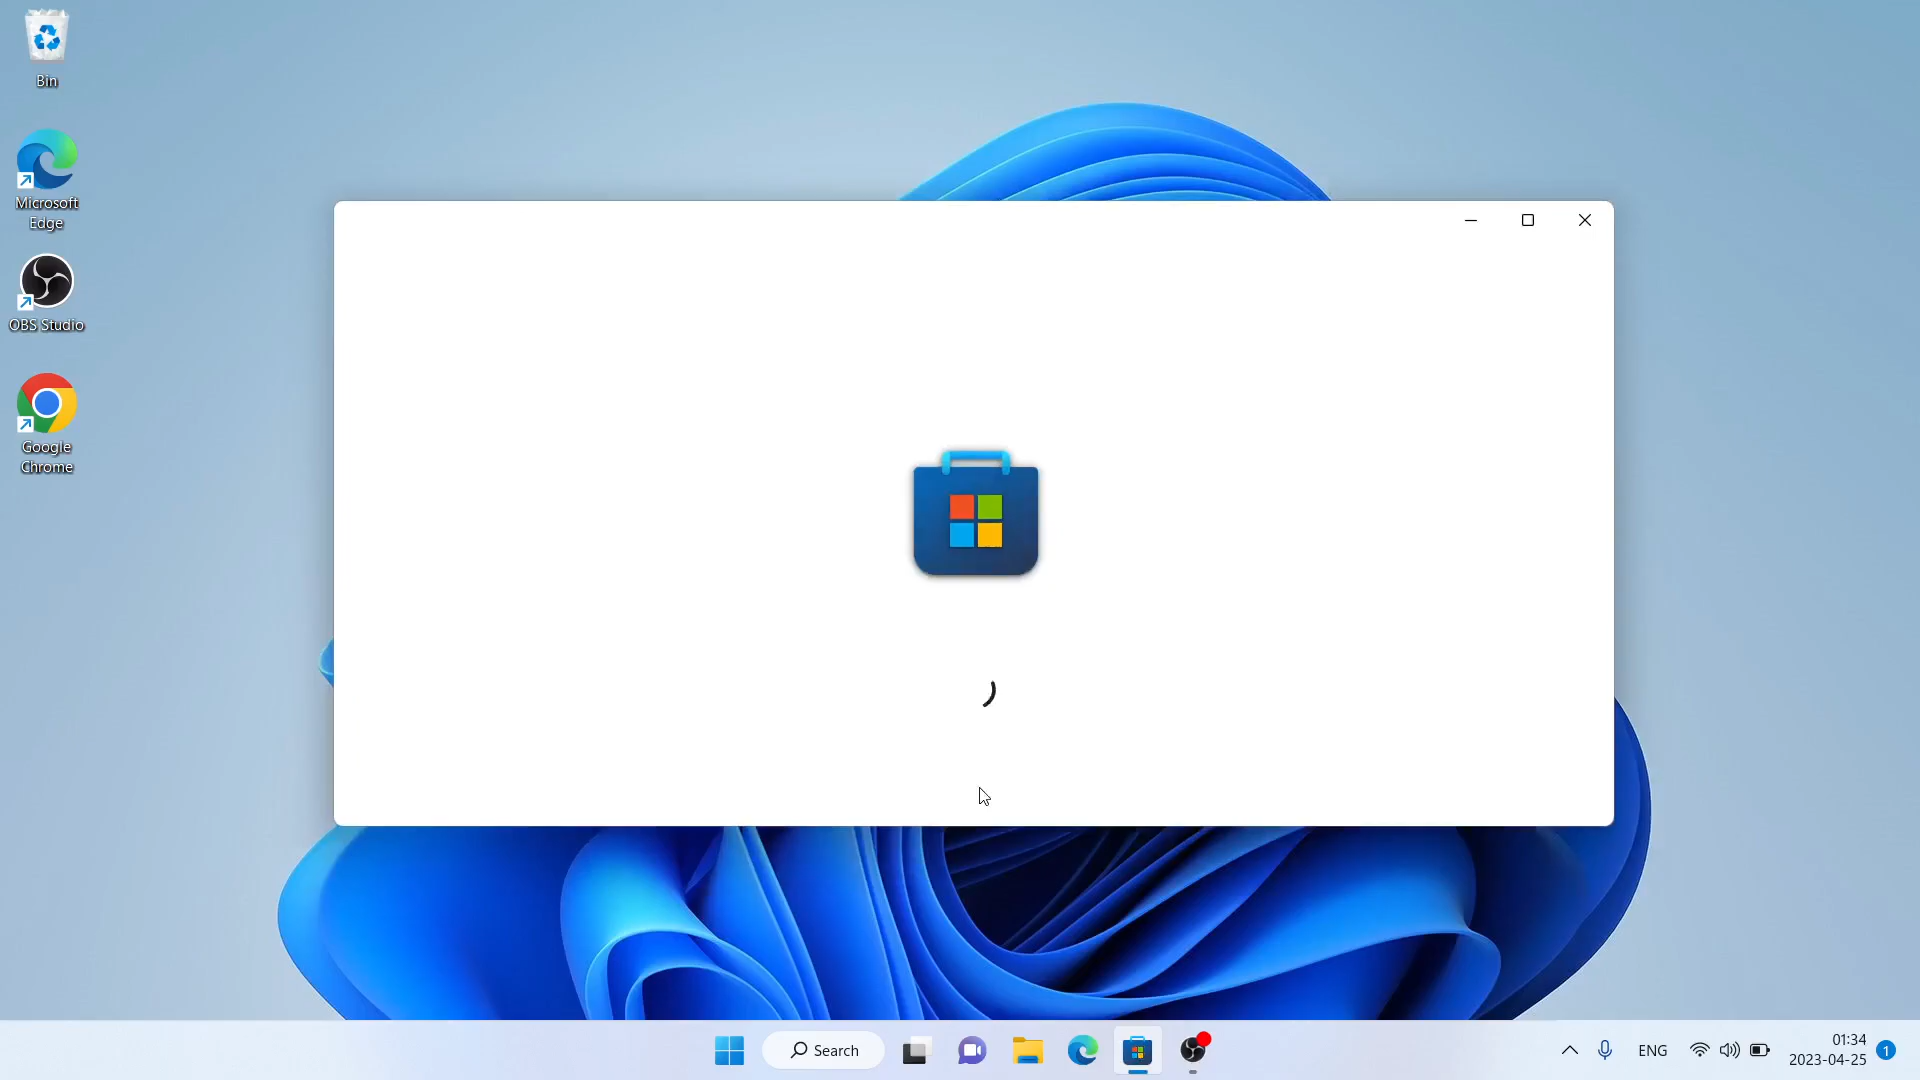 Bin
Microsoft
Edge
OBS Studio
Google
Chrome
Search
ENG
01:34
2023-04-25
1